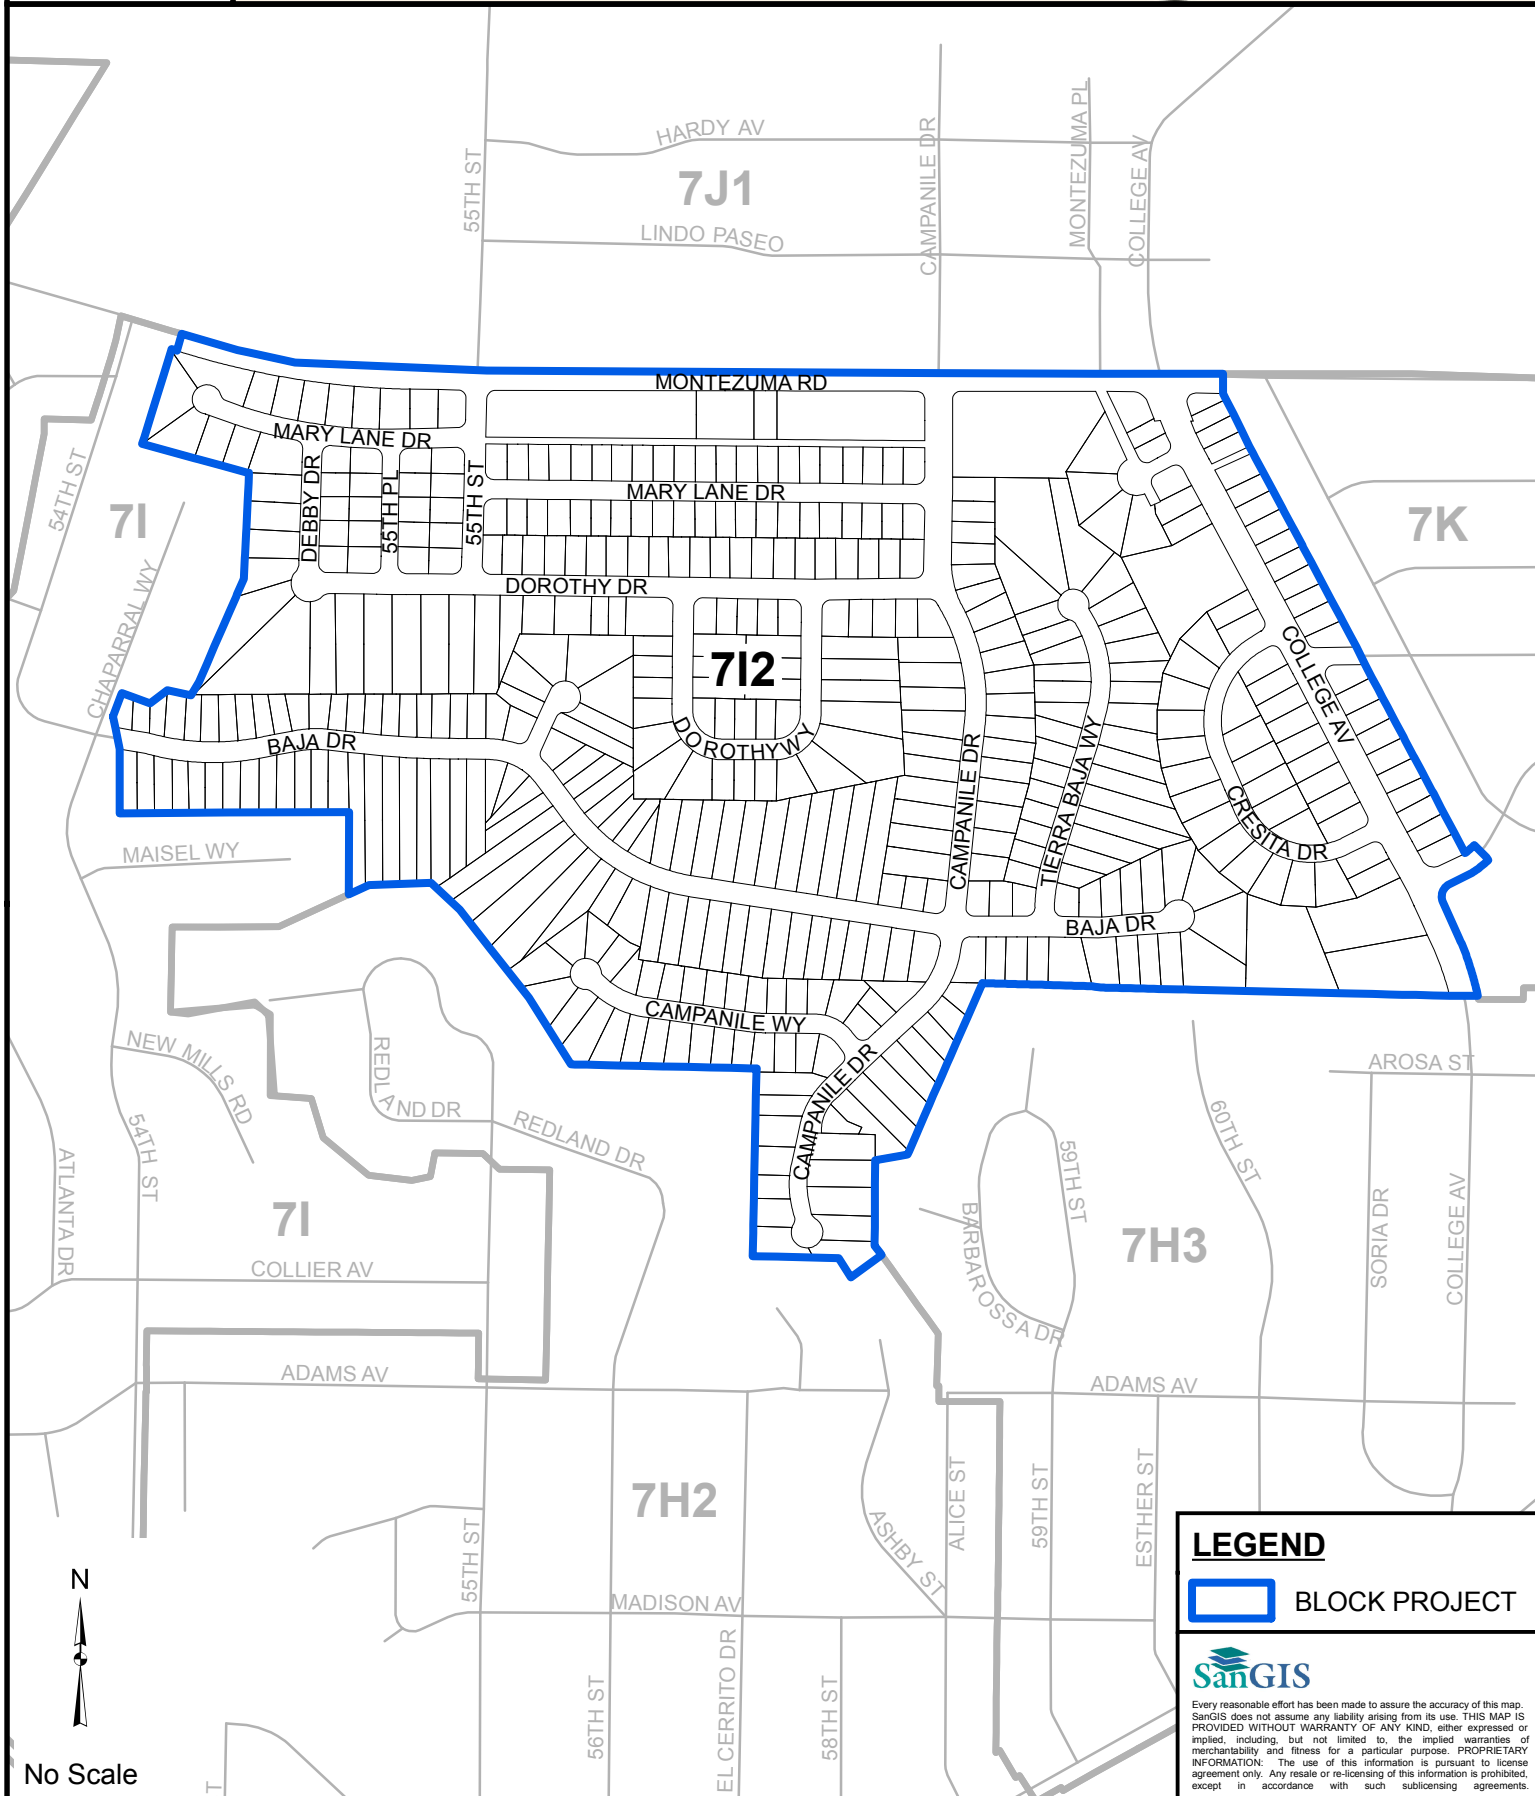 HARDY AV
7J1
LINDO PASEO
55TH ST
CAMPANILE DR
MONTEZUMA PL
COLLEGE AV
MONTEZUMA RD
MARY LANE DR
DEBBY DR
55TH PL
55TH ST
MARY LANE DR
54TH ST
7I
CHAPARRAL WY
7K
DOROTHY DR
7I2
DOROTHY WY
BAJA DR
COLLEGE AV
CAMPANILE DR
TIERRA BAJA WY
CRESITA DR
MAISEL WY
BAJA DR
CAMPANILE WY
CAMPANILE DR
NEW MILLS RD
REDLAND DR
REDLAND DR
54TH ST
ATLANTA DR
7I
COLLIER AV
AROSA ST
60TH ST
59TH ST
BARBAROSSA DR
7H3
SORIA DR
COLLEGE AV
ADAMS AV
ADAMS AV
7H2
55TH ST
ASHBY ST
ALICE ST
59TH ST
ESTHER ST
MADISON AV
56TH ST
EL CERRITO DR
58TH ST
N
No Scale
T
LEGEND
BLOCK PROJECT
SanGIS
Every reasonable effort has been made to assure the accuracy of this map.
SanGIS does not assume any liability arising from its use. THIS MAP IS
PROVIDED WITHOUT WARRANTY OF ANY KIND, either expressed or
implied, including, but not limited to, the implied warranties of
merchantability and fitness for a particular purpose. PROPRIETARY
INFORMATION: The use of this information is pursuant to license
agreement only. Any resale or re-licensing of this information is prohibited,
except in accordance with such sublicensing agreements.